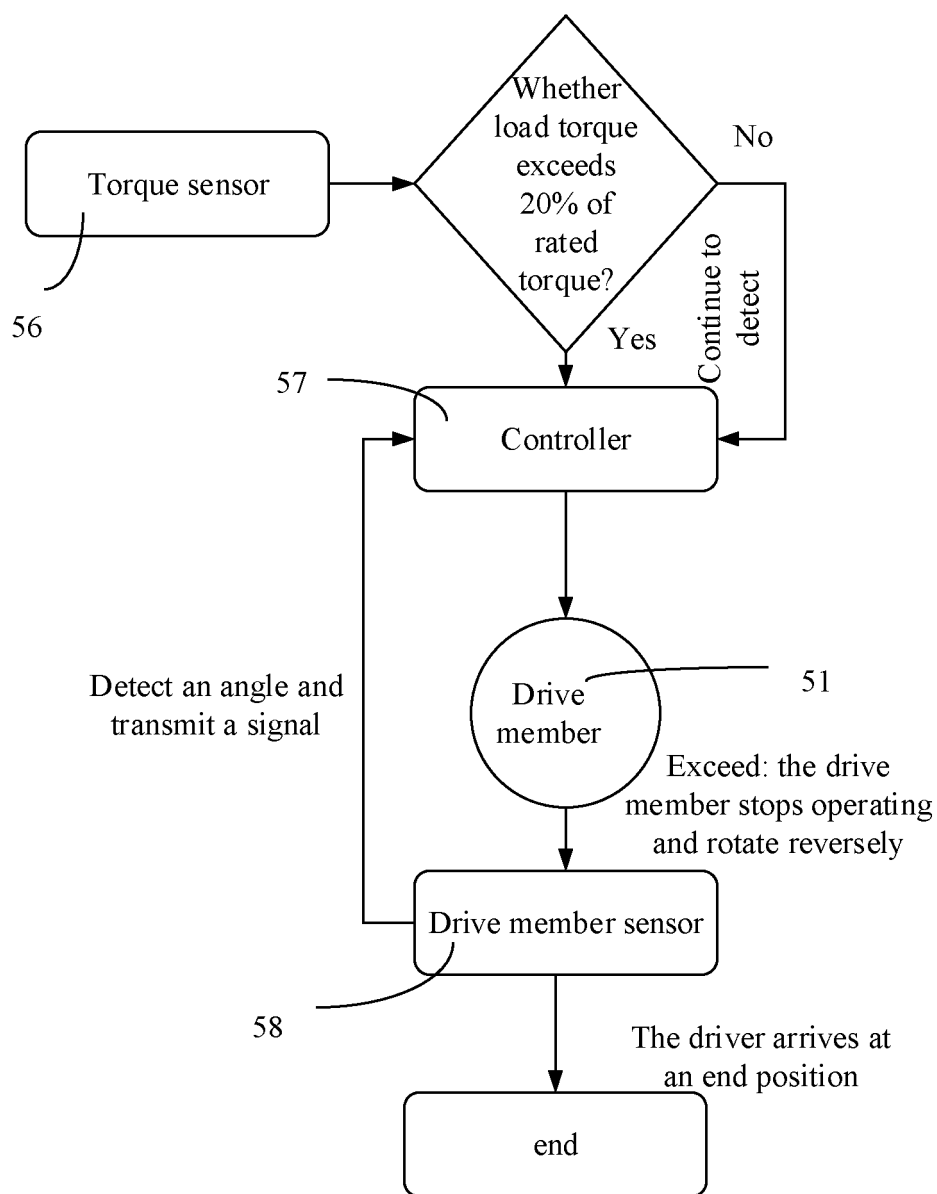 Whether
load torque
exceeds
20% of
rated
torque?
No
Torque sensor
56
Continue to
detect
Yes
57
Controller
Detect an angle and
transmit a signal
Drive
member
51
Exceed: the drive
member stops operating
and rotate reversely
Drive member sensor
58
The driver arrives at
an end position
end